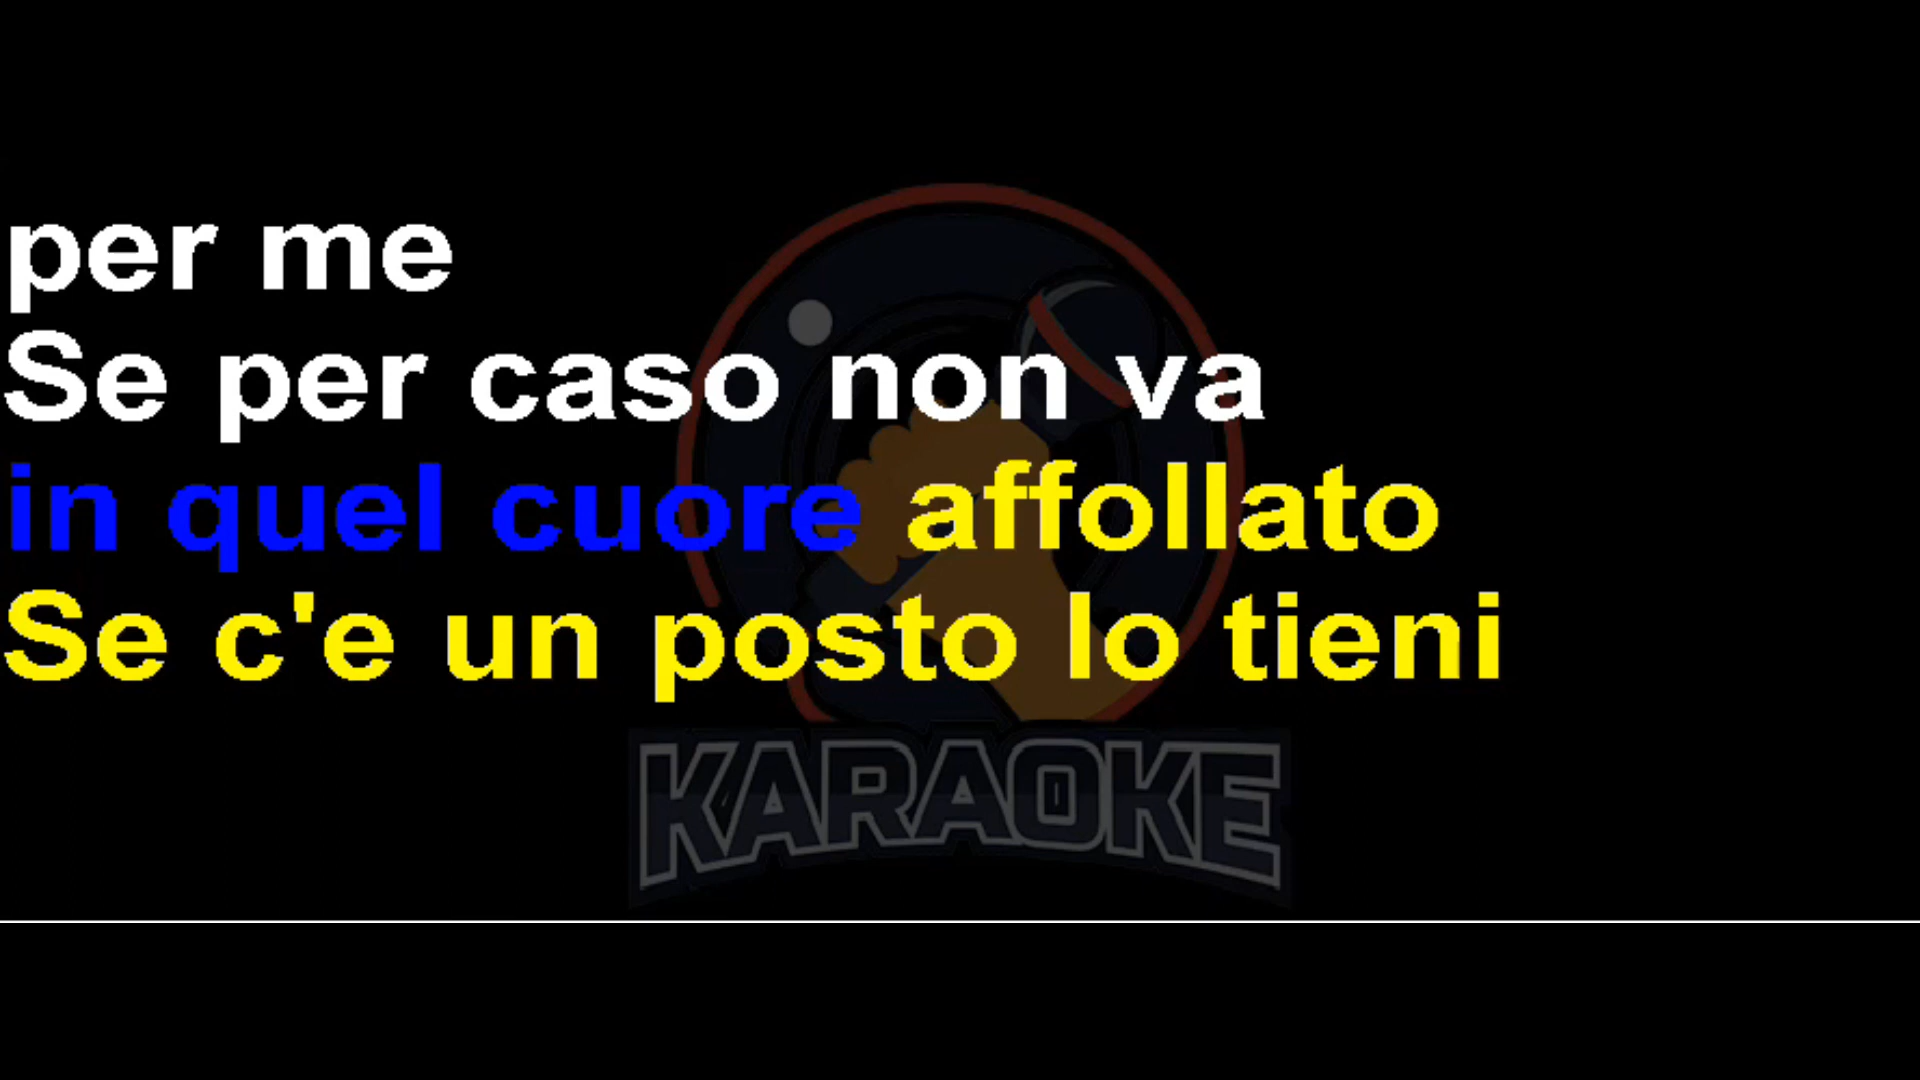 per me
Se per caso non va
in quel cuore affollato
Se c'e un posto lo tieni
KARAOKE